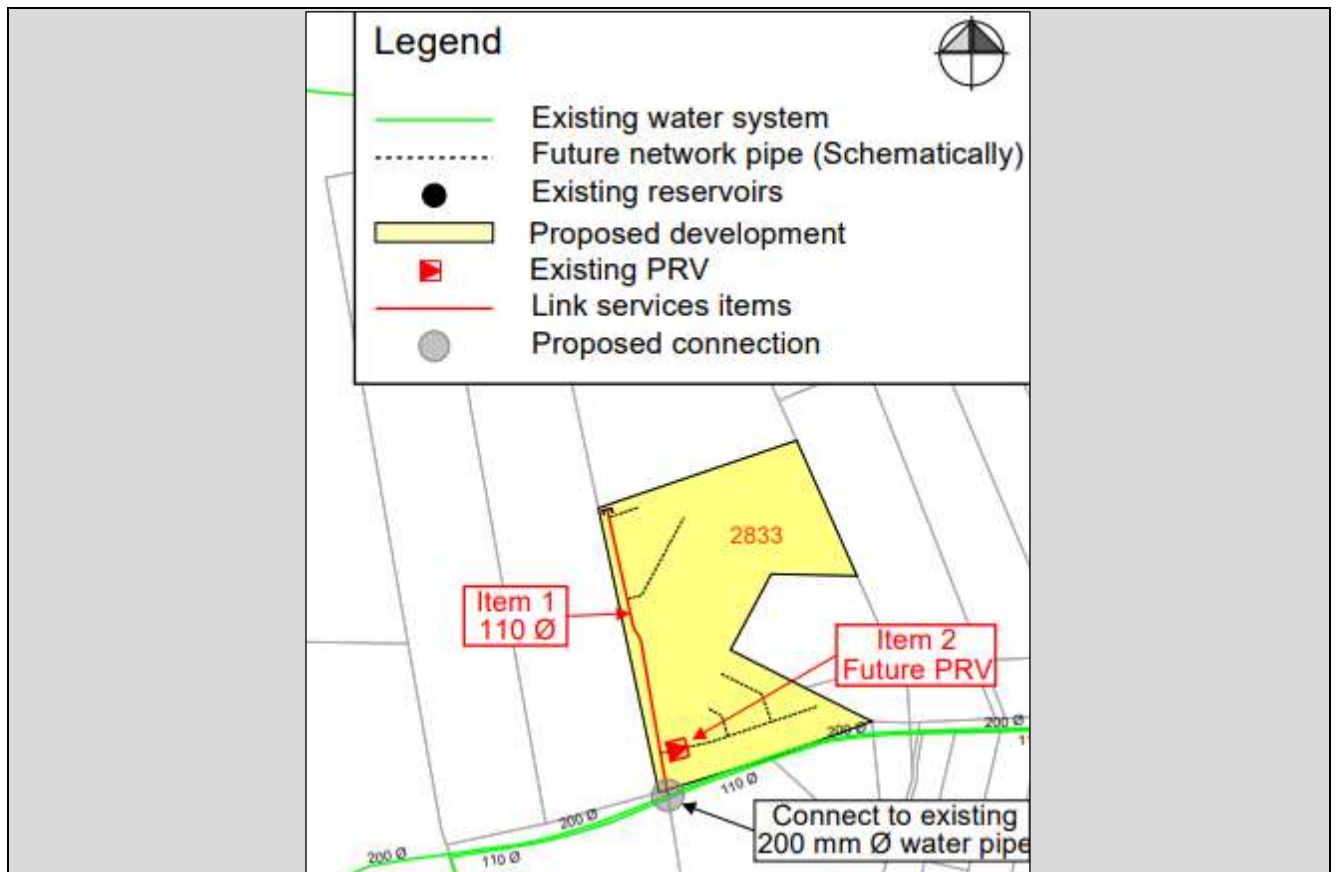 Legend
Existing water system
Future network pipe (Schematically)
Existing reservoirs
Proposed development
Existing PRV
Link services items
Proposed connection
2833
Item 1
110 Ø
Item 2
Future PRV
200 Ø
200 Ø
110 Ø
200 Ø
Connect to existing
200 mm Ø water pipe
200 Ø
110 Ø